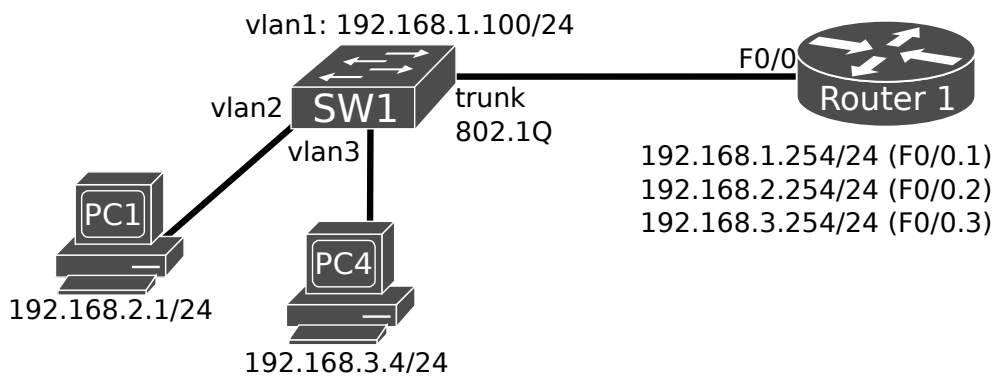 vlan1: 192.168.1.100/24
F0/0
SW1
Router 1
vlan2
trunk
802.1Q
vlan3
192.168.1.254/24 (F0/0.1)
192.168.2.254/24 (F0/0.2)
192.168.3.254/24 (F0/0.3)
PC1
PC4
192.168.2.1/24
192.168.3.4/24